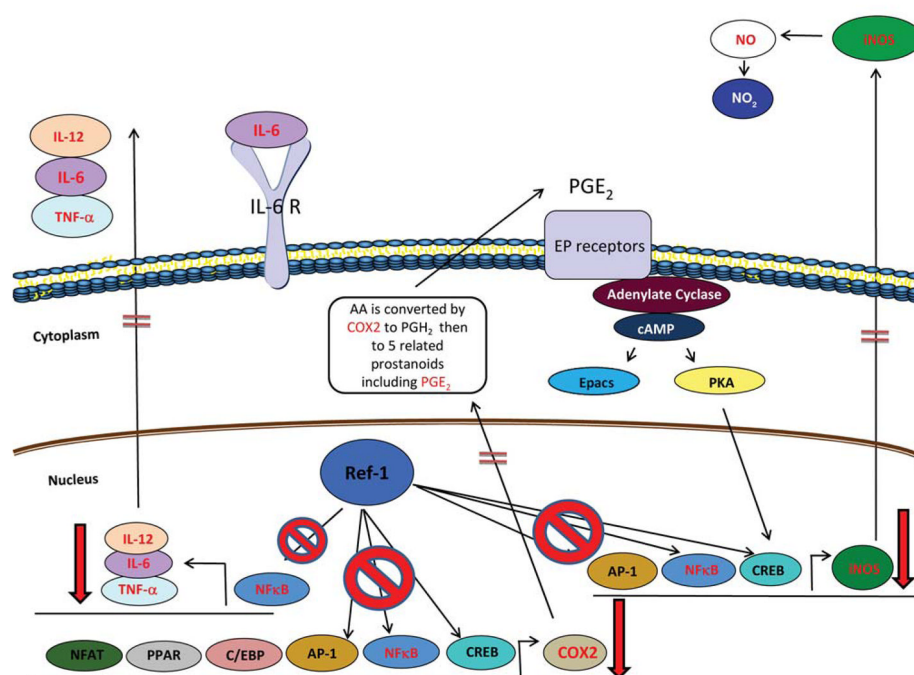 NO
iNOS
NO2
IL-12
IL-6
TNF-α
IL-6
IL-6 R
PGE2
EP receptors
Adenylate Cyclase
cAMP
Epacs
PKA
AA is converted by
COX2 to PGH2 then
to 5 related
prostanoids
including PGE2
Cytoplasm
Nucleus
Ref-1
IL-12
IL-6
TNF-α
NFκB
AP-1
NFκB
CREB
iNOS
NFAT
PPAR
C/EBP
AP-1
NFκB
CREB
COX2